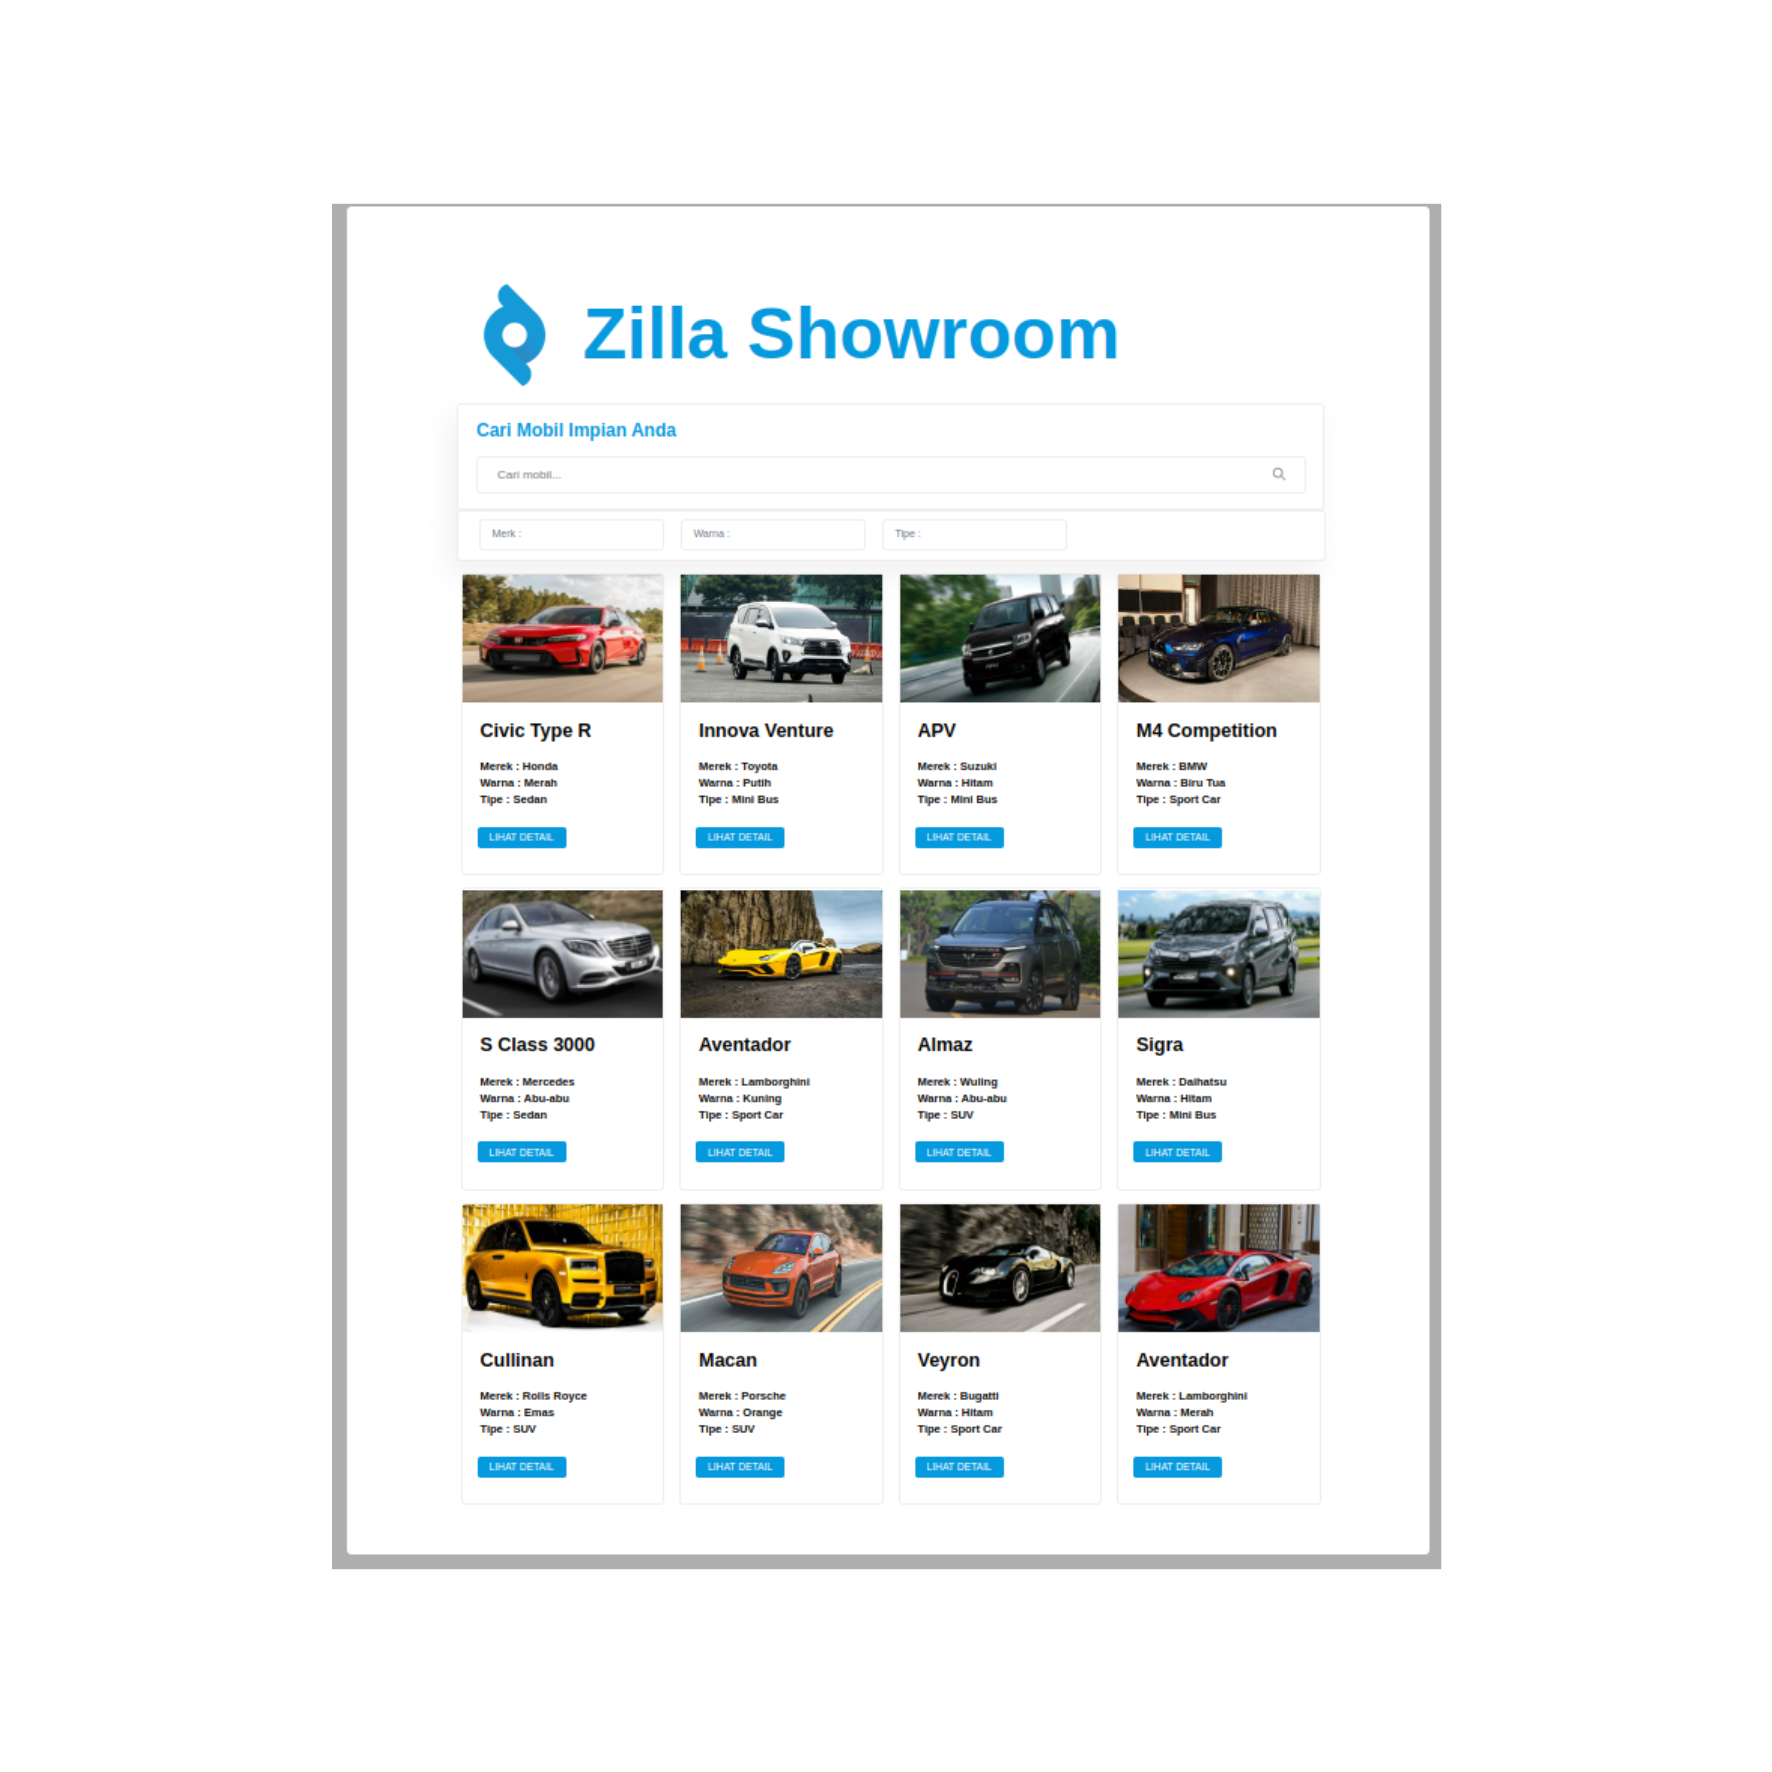 Zilla Showroom
Cari Mobil Impian Anda
Cari mobil...
Merk :
Warna :
Tipe :
Civic Type R
Merek : Honda
Warna : Merah
Tipe : Sedan
LIHAT DETAIL
Innova Venture
Merek : Toyota
Warna : Putih
Tipe : Mini Bus
LIHAT DETAIL
APV
Merek : Suzuki
Warna : Hitam
Tipe : Mini Bus
LIHAT DETAIL
M4 Competition
Merek : BMW
Warna : Biru Tua
Tipe : Sport Car
LIHAT DETAIL
S Class 3000
Merek : Mercedes
Warna : Abu-abu
Tipe : Sedan
LIHAT DETAIL
Aventador
Merek : Lamborghini
Warna : Kuning
Tipe : Sport Car
LIHAT DETAIL
Almaz
Merek : Wuling
Warna : Abu-abu
Tipe : SUV
LIHAT DETAIL
Sigra
Merek : Daihatsu
Warna : Hitam
Tipe : Mini Bus
LIHAT DETAIL
Cullinan
Merek : Rolls Royce
Warna : Emas
Tipe : SUV
LIHAT DETAIL
Macan
Merek : Porsche
Warna : Orange
Tipe : SUV
LIHAT DETAIL
Veyron
Merek : Bugatti
Warna : Hitam
Tipe : Sport Car
LIHAT DETAIL
Aventador
Merek : Lamborghini
Warna : Merah
Tipe : Sport Car
LIHAT DETAIL